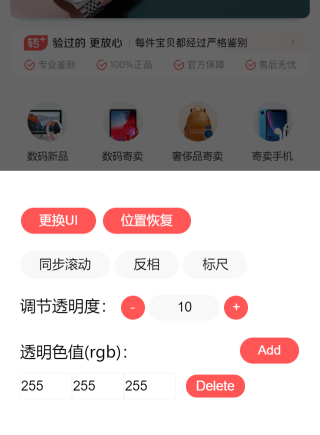 转+ 验过的 更放心 | 每件宝贝都经过严格鉴别
专业鉴别 100%正品 官方保障 售后无忧
数码新品 数码寄卖 奢侈品寄卖 寄卖手机
更换UI 位置恢复
同步滚动 反相 标尺
调节透明度： - 10 +
透明色值(rgb)： Add
255 255 255 Delete